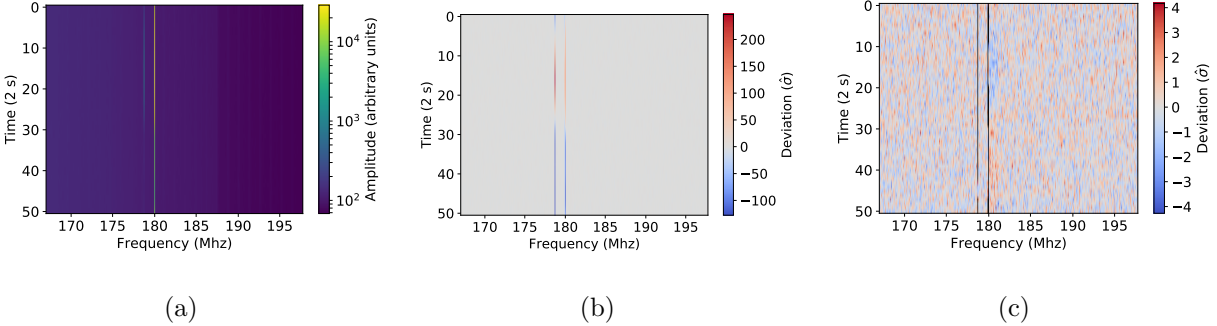 0
10
20
30
40
50
Time (2 s)
170 175 180 185 190 195
Frequency (Mhz)
10⁴
10³
10²
Amplitude (arbitrary units)
(a)
0
10
20
30
40
50
Time (2 s)
170 175 180 185 190 195
Frequency (Mhz)
200
150
100
50
0
−50
−100
Deviation (σ̂)
(b)
0
10
20
30
40
50
Time (2 s)
170 175 180 185 190 195
Frequency (Mhz)
4
3
2
1
0
−1
−2
−3
−4
Deviation (σ̂)
(c)